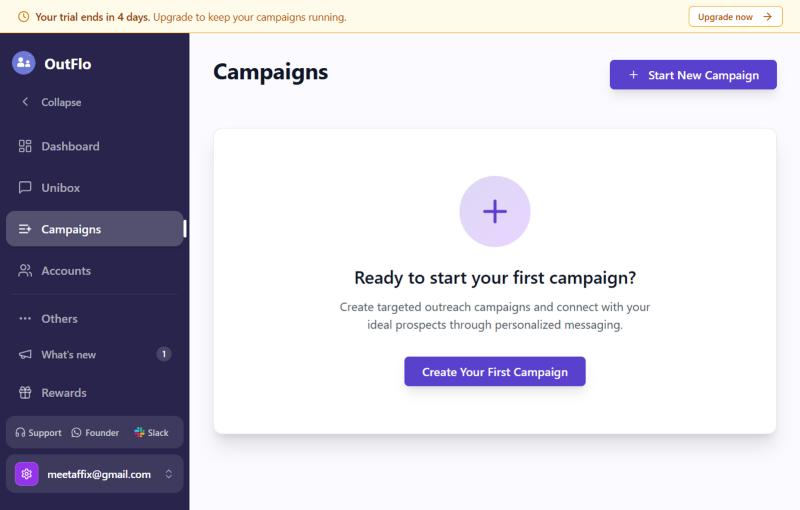 Your trial ends in 4 days. Upgrade to keep your campaigns running.
Upgrade now
OutFlo
Collapse
Dashboard
Unibox
Campaigns
Accounts
Others
What's new
1
Rewards
Support
Founder
Slack
meetaffix@gmail.com
Campaigns
Start New Campaign
Ready to start your first campaign?
Create targeted outreach campaigns and connect with your
ideal prospects through personalized messaging.
Create Your First Campaign